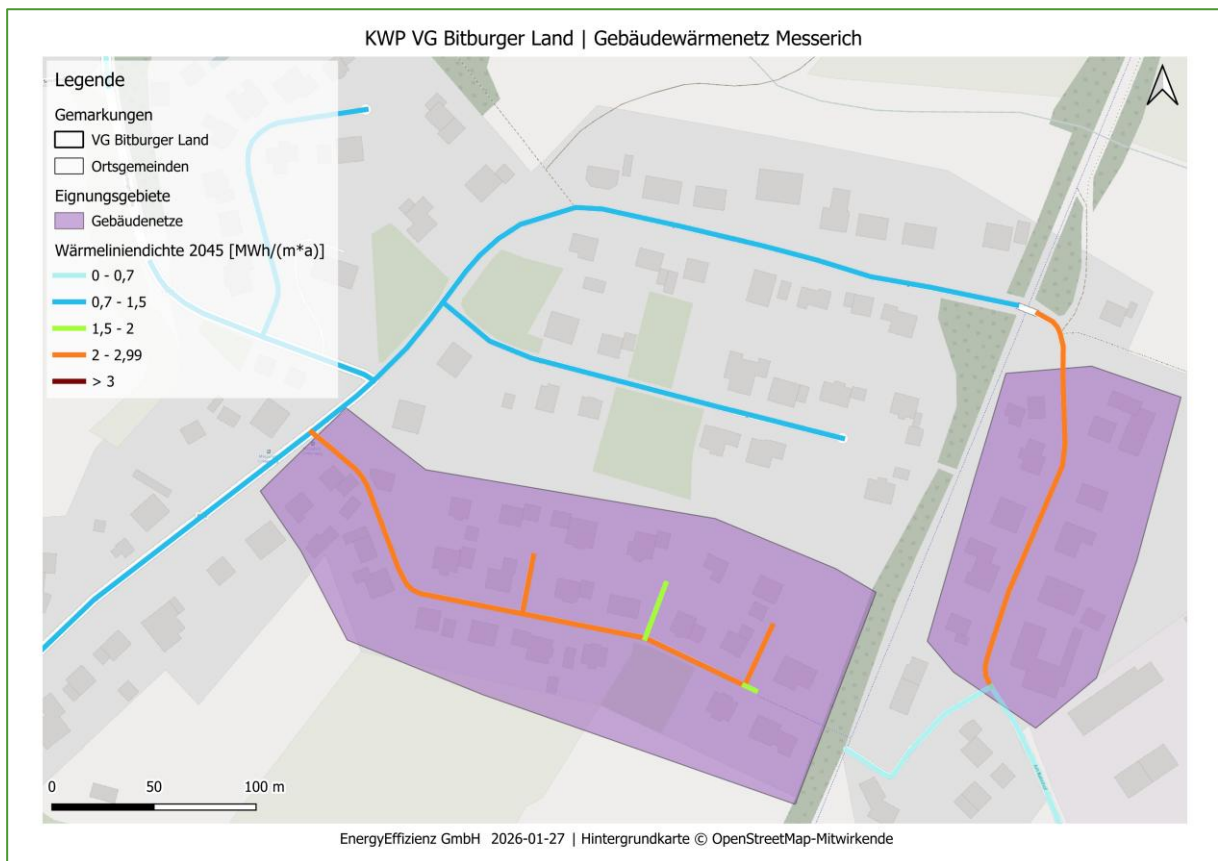 KWP VG Bitburger Land | Gebäudewärmenetz Messerich
Legende
Gemarkungen
VG Bitburger Land
Ortsgemeinden
Eignungsgebiete
Gebäudenetze
Wärmeliniendichte 2045 [MWh/(m*a)]
0 - 0,7
0,7 - 1,5
1,5 - 2
2 - 2,99
> 3
0 50 100 m
EnergyEffizienz GmbH 2026-01-27 | Hintergrundkarte © OpenStreetMap-Mitwirkende